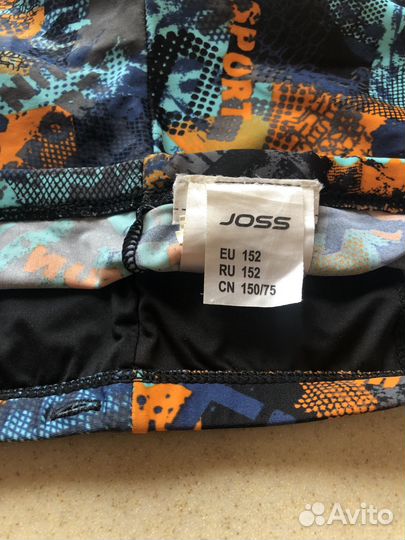 SPORT
JOSS
EU 152
RU 152
CN 150/75
Avito